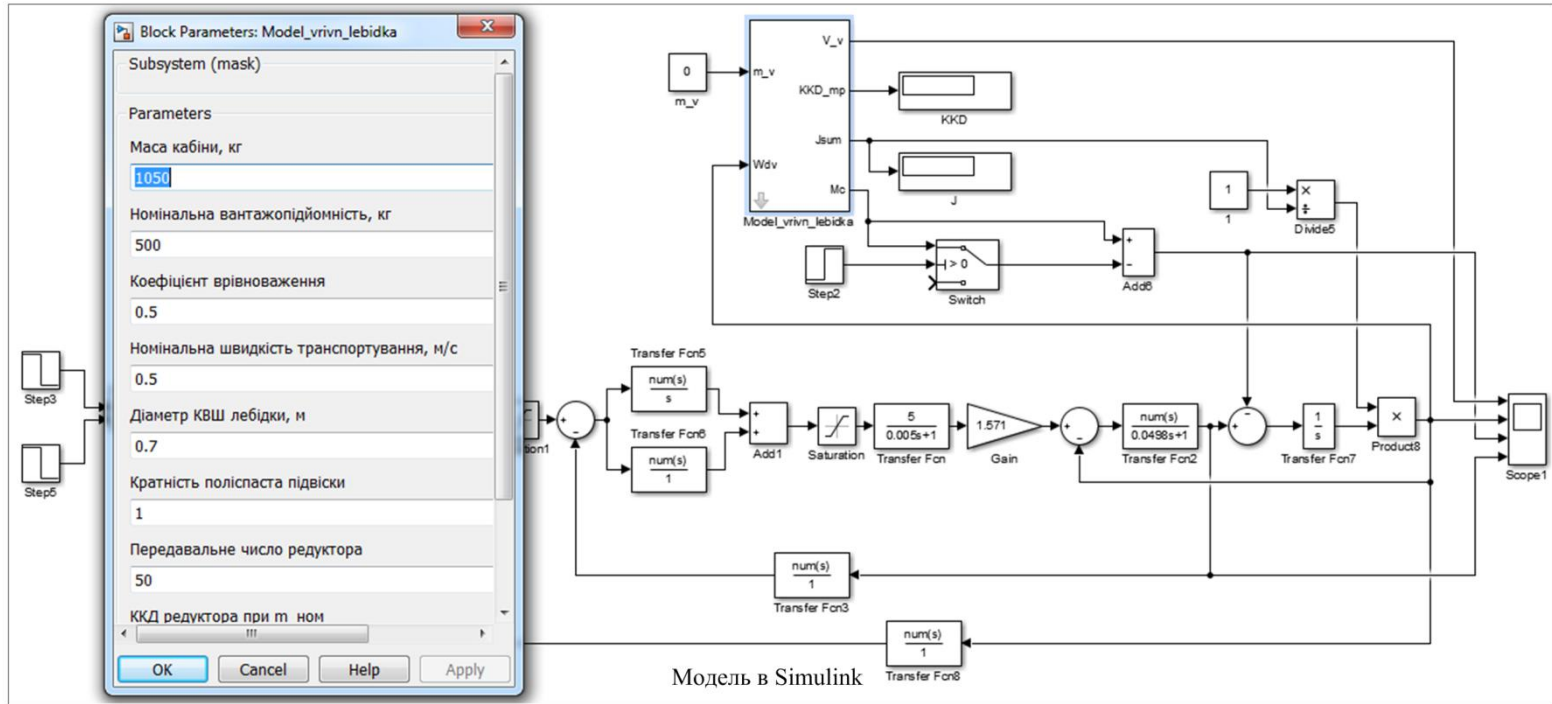 Block Parameters: Model_vrivn_lebidka
Subsystem (mask)
Parameters
Маса кабіни, кг
1050
Номінальна вантажопідйомність, кг
500
Коефіцієнт врівноваження
0.5
Номінальна швидкість транспортування, м/с
0.5
Діаметр КВШ лебідки, м
0.7
Кратність поліспаста підвіски
1
Передавальне число редуктора
50
ККД редуктора при m_ном
OK Cancel Help Apply
Step3
Step5
tion1
0
m_v
m_v
Wdv
V_v
KKD_mp
Jsum
Mc
Model_vrivn_lebidka
KKD
J
1
1
×
÷
Divide5
Step2
> 0
Switch
+
−
Add6
+
−
Transfer Fcn5
num(s)
s
Transfer Fcn6
num(s)
1
+
+
Add1
Saturation
5
0.005s+1
Transfer Fcn
1.571
Gain
+
−
num(s)
0.0498s+1
Transfer Fcn2
−
+
1
s
Transfer Fcn7
×
Product8
Scope1
num(s)
1
Transfer Fcn3
num(s)
1
Transfer Fcn8
Модель в Simulink